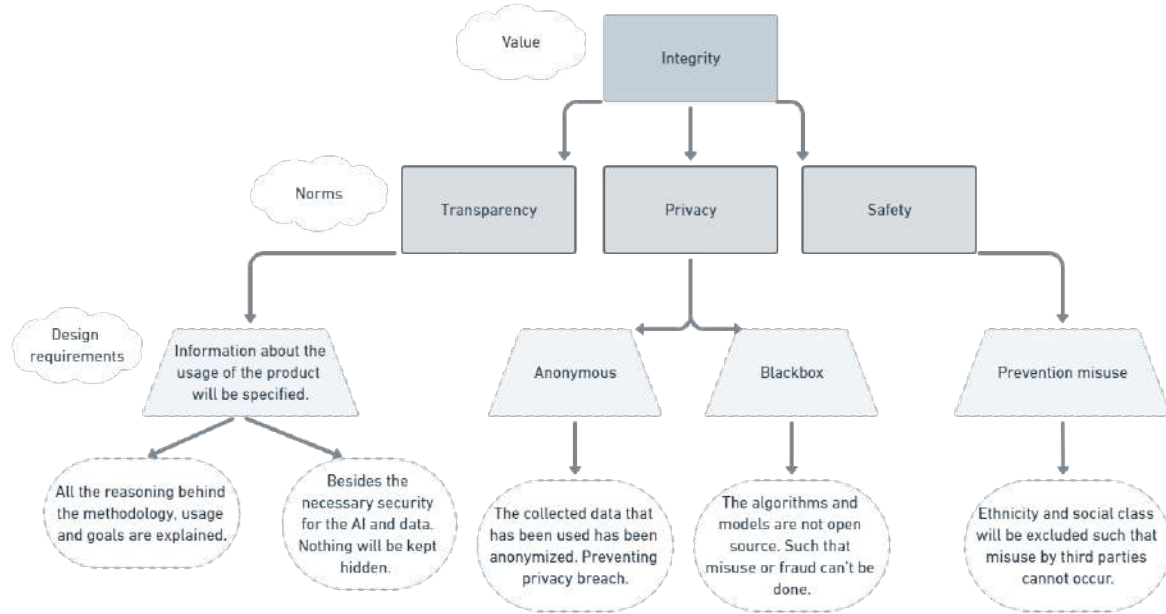 Value
Integrity
Norms
Transparency
Privacy
Safety
Design
requirements
Information about the
usage of the product
will be specified.
Anonymous
Blackbox
Prevention misuse
All the reasoning behind
the methodology, usage
and goals are explained.
Besides the
necessary security
for the AI and data.
Nothing will be kept
hidden.
The collected data that
has been used has been
anonymized. Preventing
privacy breach.
The algorithms and
models are not open
source. Such that
misuse or fraud can't be
done.
Ethnicity and social class
will be excluded such that
misuse by third parties
cannot occur.